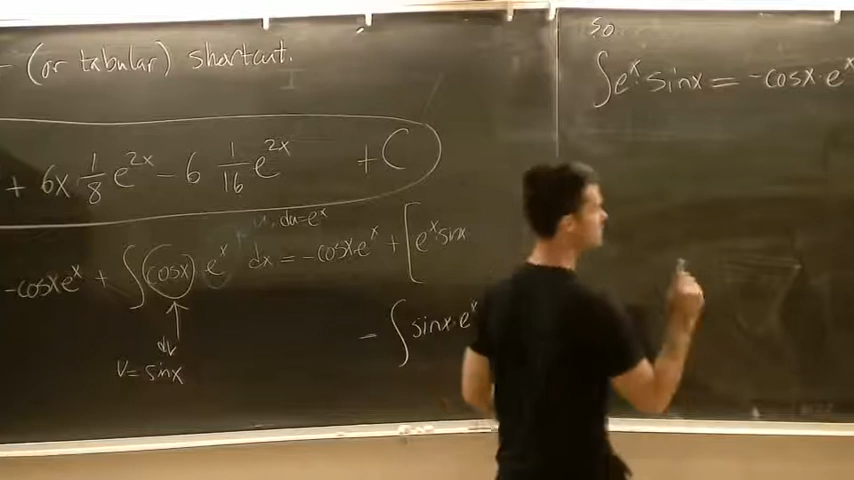 - (or tabular) shortcut.
+ 6x 1/8 e^2x - 6 1/16 e^2x + C
u, du=e^x
-cosxe^x + ∫ cosx e^x dx = -cosxe^x + [e^x sinx
dv
v= sinx
- ∫ sinx e^x
so
∫ e^x sinx = -cosx·e^x